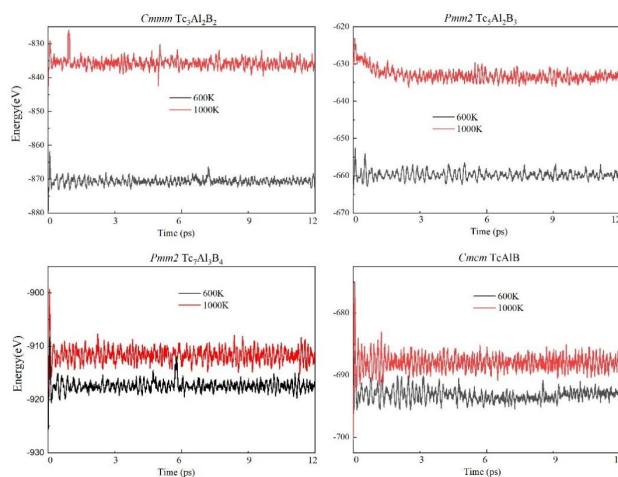 Cmmm Tc3Al2B2
-830
-840
-850
-860
-870
-880
Energy(eV)
600K
1000K
0
3
6
9
12
Time (ps)
Pmm2 Tc5Al2B3
-620
-630
-640
-650
-660
-670
600K
1000K
0
3
6
9
12
Time (ps)
Pmm2 Tc7Al3B4
-900
-910
-920
-930
Energy(eV)
600K
1000K
0
3
6
9
12
Time (ps)
Cmcm TcAlB
-680
-690
-700
600K
1000K
0
3
6
9
12
Time (ps)